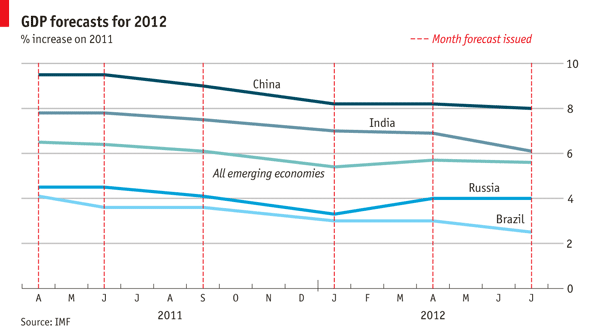 GDP forecasts for 2012
% increase on 2011
Month forecast issued
10
China
8
India
6
All emerging economies
Russia
4
Brazil
2
0
A M J J A S O N D J F M A M J J
2011 2012
Source: IMF